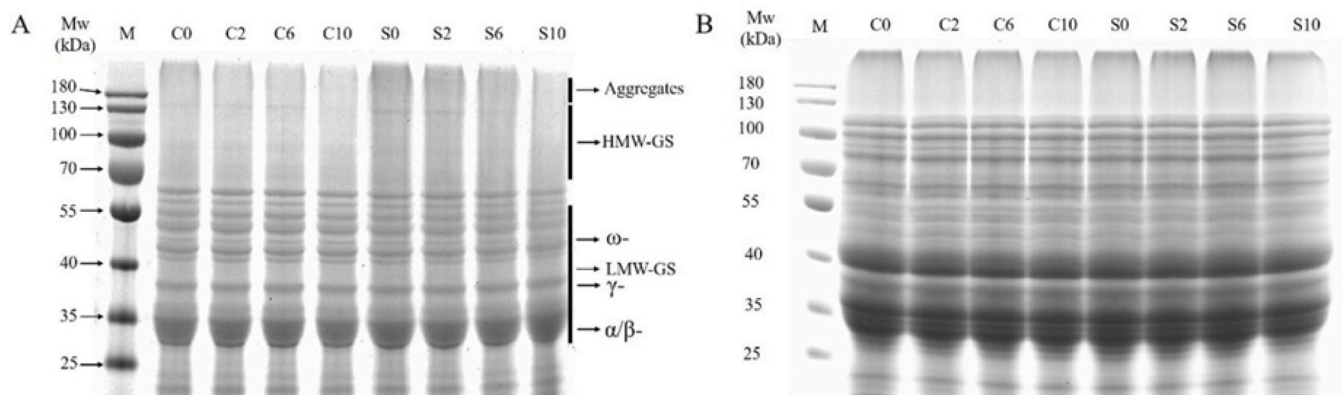 A
Mw
(kDa)
M C0 C2 C6 C10 S0 S2 S6 S10
180
130
100
70
55
40
35
25
Aggregates
HMW-GS
ω-
LMW-GS
γ-
α/β-
B
Mw
(kDa)
M C0 C2 C6 C10 S0 S2 S6 S10
180
130
100
70
55
40
35
25